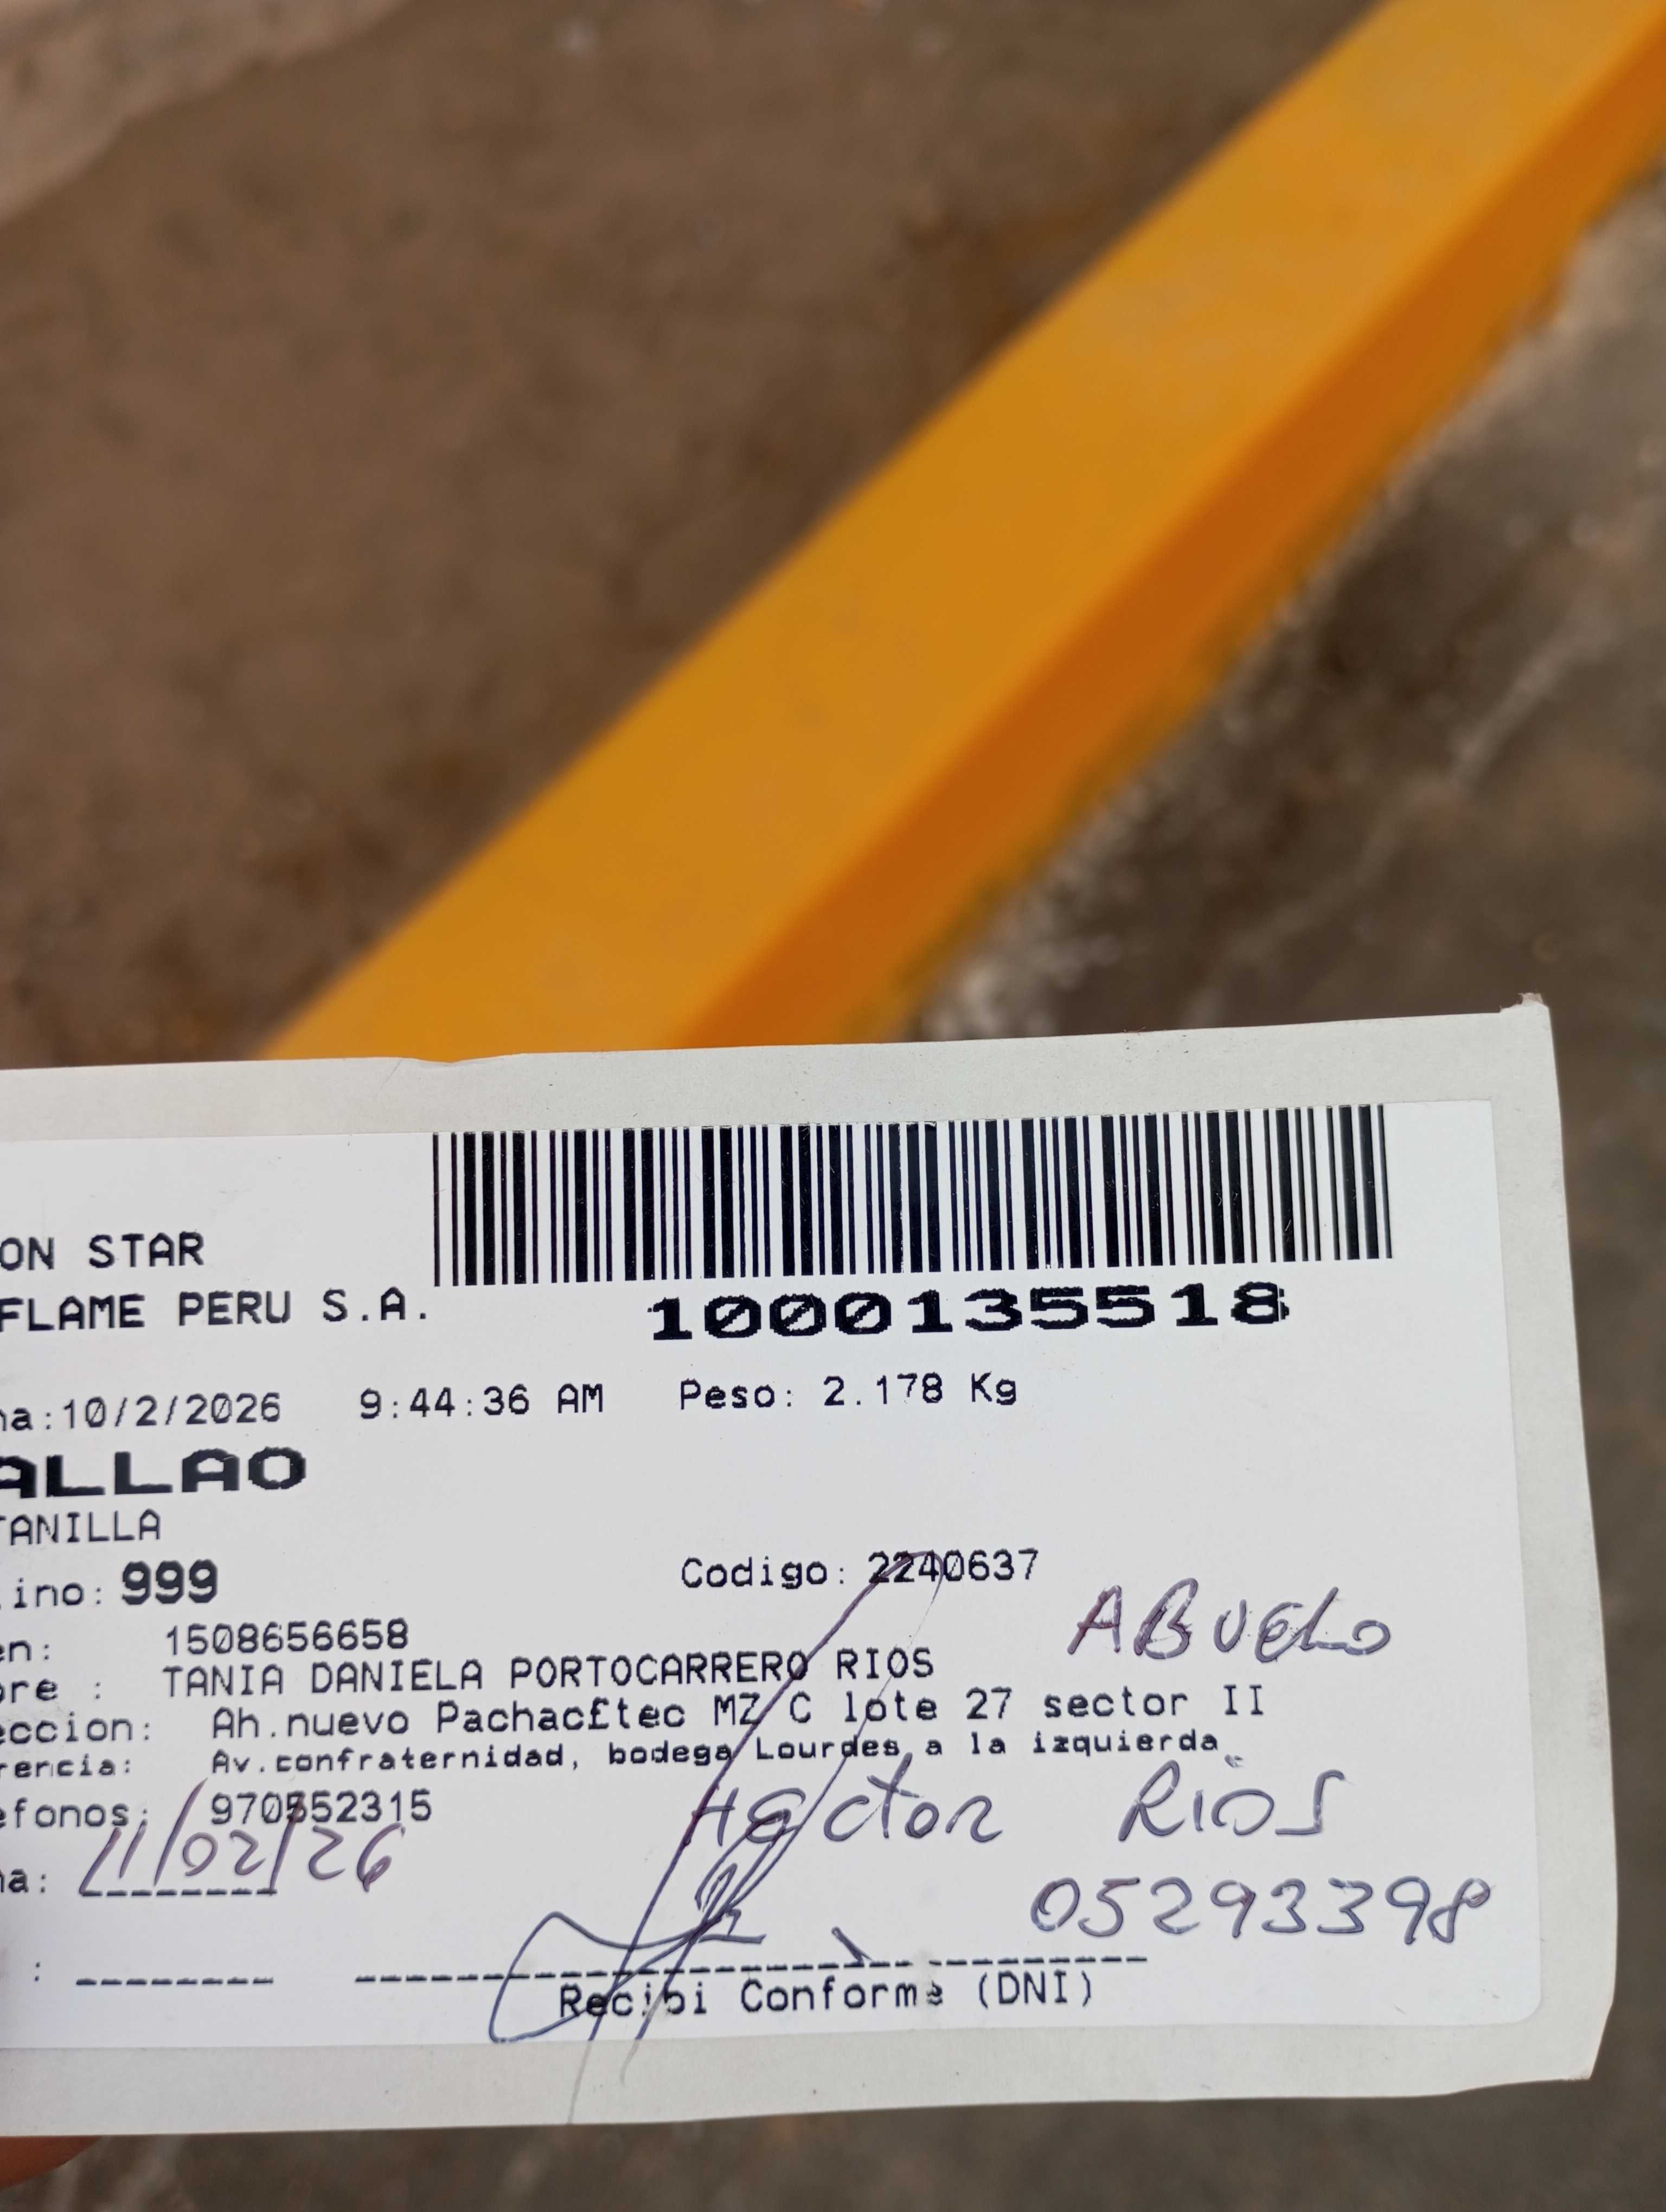 ON STAR
FLAME PERU S.A.
1000135518
na:10/2/2026 9:44:36 AM Peso: 2.178 Kg
ALLAO
TANILLA
ino: 999
Codigo: 2240637
ABuelo
en: 1508656658
bre : TANIA DANIELA PORTOCARRERO RIOS
eccion: Ah.nuevo Pachac£tec MZ C lote 27 sector II
rencia: Av.confraternidad, bodega Lourdes, a la izquierda
efonos: 970552315
Hector Rios
ha: 11/02/26
05293398
: -------- 
Recibi Conforme (DNI)